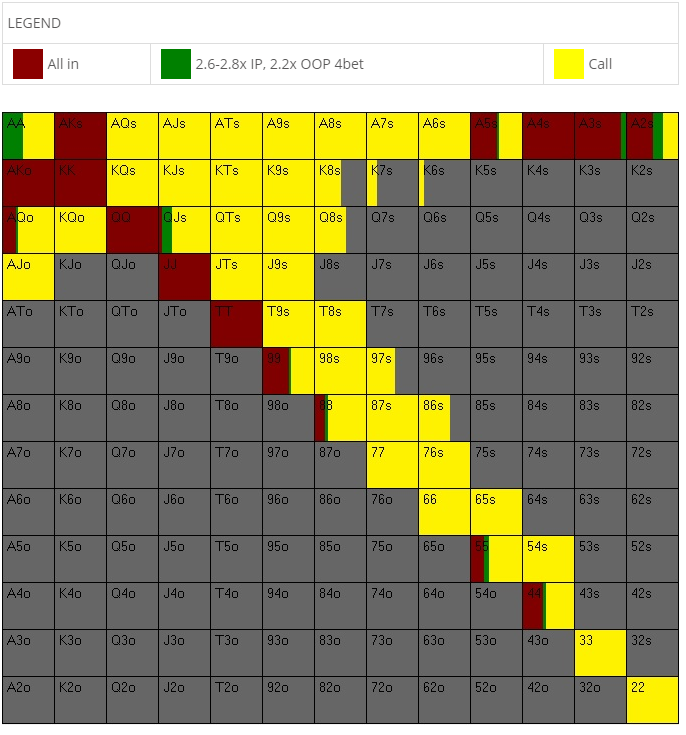 LEGEND
All in 2.6-2.8x IP, 2.2x OOP 4bet Call
AA AKs AQs AJs ATs A9s A8s A7s A6s A5s A4s A3s A2s
AKo KK KQs KJs KTs K9s K8s K7s K6s K5s K4s K3s K2s
AQo KQo QQ QJs QTs Q9s Q8s Q7s Q6s Q5s Q4s Q3s Q2s
AJo KJo QJo JJ JTs J9s J8s J7s J6s J5s J4s J3s J2s
ATo KTo QTo JTo TT T9s T8s T7s T6s T5s T4s T3s T2s
A9o K9o Q9o J9o T9o 99 98s 97s 96s 95s 94s 93s 92s
A8o K8o Q8o J8o T8o 98o 88 87s 86s 85s 84s 83s 82s
A7o K7o Q7o J7o T7o 97o 87o 77 76s 75s 74s 73s 72s
A6o K6o Q6o J6o T6o 96o 86o 76o 66 65s 64s 63s 62s
A5o K5o Q5o J5o T5o 95o 85o 75o 65o 55 54s 53s 52s
A4o K4o Q4o J4o T4o 94o 84o 74o 64o 54o 44 43s 42s
A3o K3o Q3o J3o T3o 93o 83o 73o 63o 53o 43o 33 32s
A2o K2o Q2o J2o T2o 92o 82o 72o 62o 52o 42o 32o 22